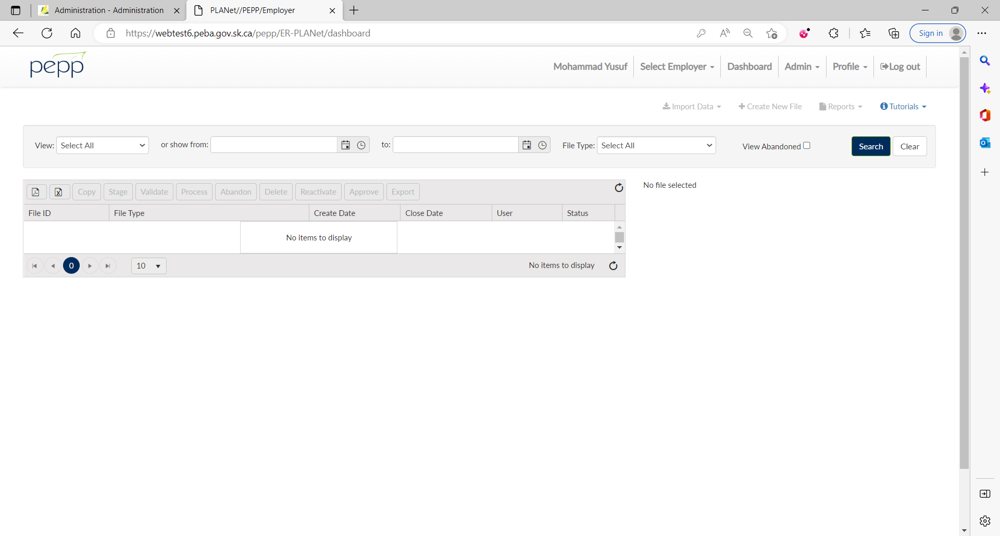 Administration - Administration
PLANet//PEPP/Employer
https://webtest6.peba.gov.sk.ca/pepp/ER-PLANet/dashboard
Sign in
pepp
Mohammad Yusuf Select Employer Dashboard Admin Profile Log out
Import Data Create New File Reports Tutorials
View: Select All or show from: to: File Type: Select All View Abandoned Search Clear
Copy Stage Validate Process Abandon Delete Reactivate Approve Export
No file selected
File ID File Type Create Date Close Date User Status
No items to display
0 10 No items to display